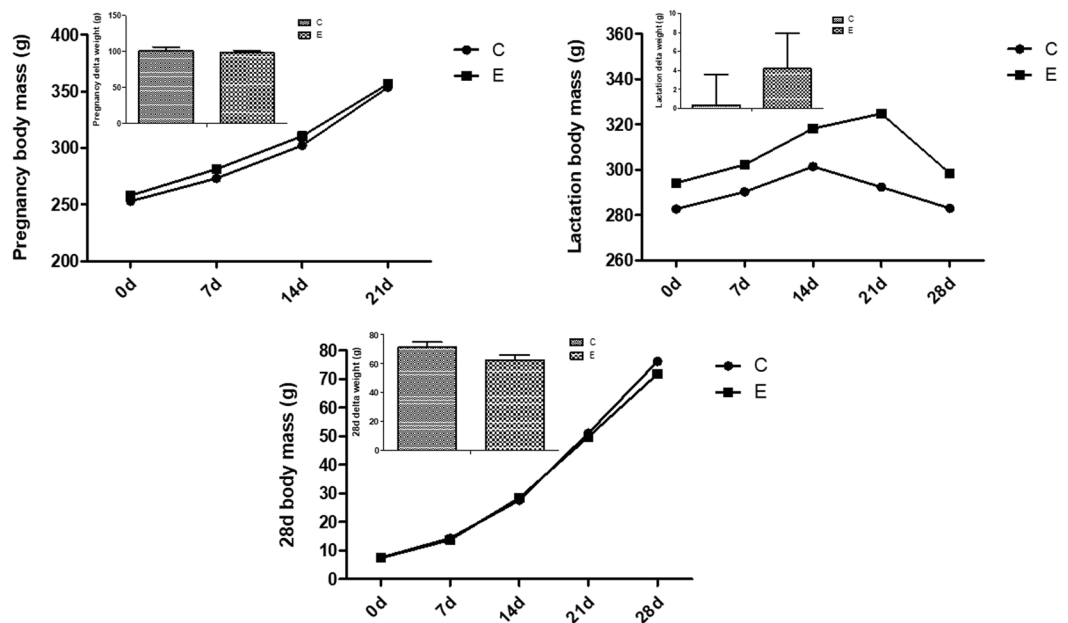 Pregnancy body mass (g)
400
350
300
250
200
0d
7d
14d
21d
C
E
Pregnancy delta weight (g)
150
100
50
0
C
E
Lactation body mass (g)
360
340
320
300
280
260
0d
7d
14d
21d
28d
C
E
Lactation delta weight (g)
10
8
6
4
2
0
C
E
28d body mass (g)
80
70
60
50
40
30
20
10
0
0d
7d
14d
21d
28d
C
E
28d delta weight (g)
80
60
40
20
0
C
E